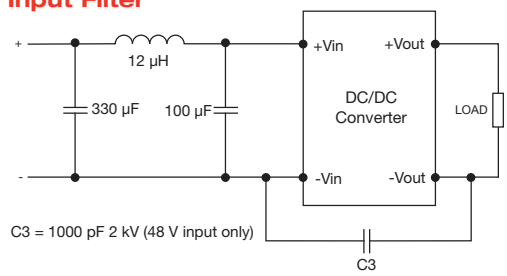 Input Filter
+
12 µH
330 µF
100 µF
-
+Vin
+Vout
DC/DC
Converter
-Vin
-Vout
LOAD
C3 = 1000 pF 2 kV (48 V input only)
C3